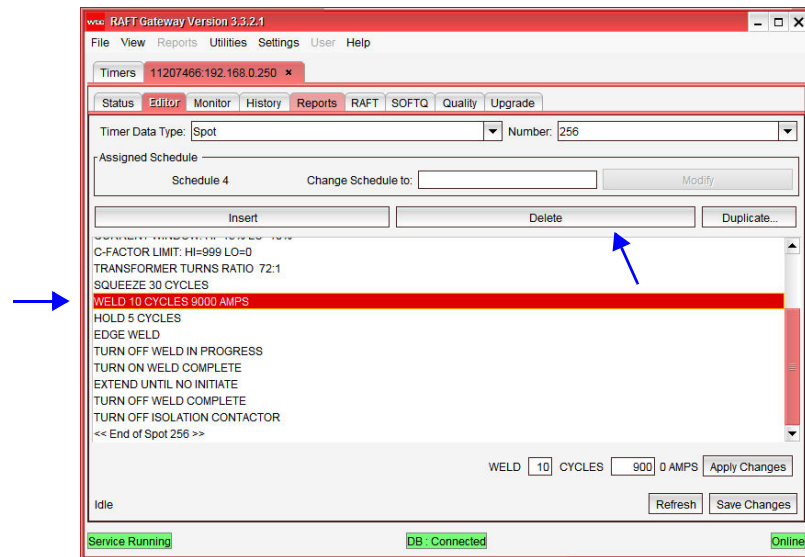 WTC RAFT Gateway Version 3.3.2.1
File View Reports Utilities Settings User Help
Timers 11207466:192.168.0.250 ×
Status Editor Monitor History Reports RAFT SOFTQ Quality Upgrade
Timer Data Type: Spot Number: 256
Assigned Schedule
Schedule 4 Change Schedule to: Modify
Insert Delete Duplicate...
C-FACTOR LIMIT: HI=999 LO=0
TRANSFORMER TURNS RATIO 72:1
SQUEEZE 30 CYCLES
WELD 10 CYCLES 9000 AMPS
HOLD 5 CYCLES
EDGE WELD
TURN OFF WELD IN PROGRESS
TURN ON WELD COMPLETE
EXTEND UNTIL NO INITIATE
TURN OFF WELD COMPLETE
TURN OFF ISOLATION CONTACTOR
<< End of Spot 256 >>
WELD 10 CYCLES 900 0 AMPS Apply Changes
Idle Refresh Save Changes
Service Running DB : Connected Online